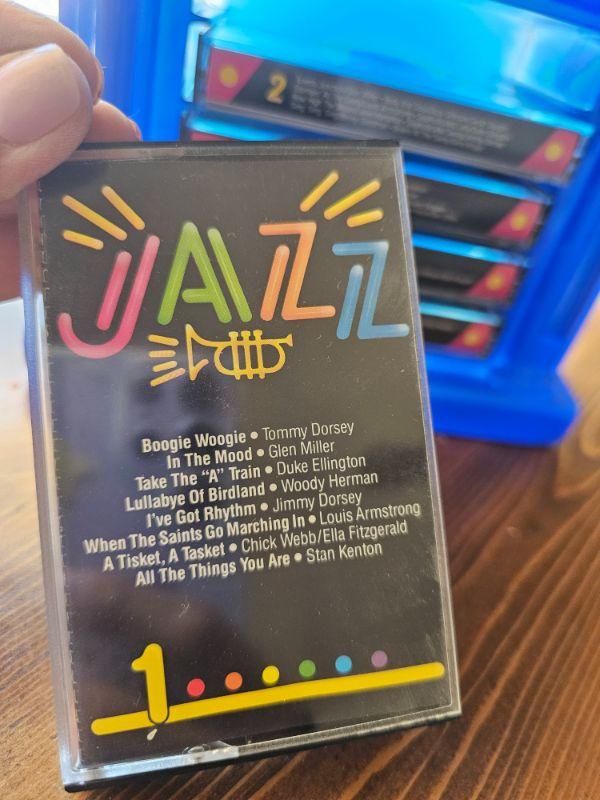 2
JAZZ
Boogie Woogie • Tommy Dorsey
In The Mood • Glen Miller
Take The "A" Train • Duke Ellington
Lullabye Of Birdland • Woody Herman
I've Got Rhythm • Jimmy Dorsey
When The Saints Go Marching In • Louis Armstrong
A Tisket, A Tasket • Chick Webb/Ella Fitzgerald
All The Things You Are • Stan Kenton
1